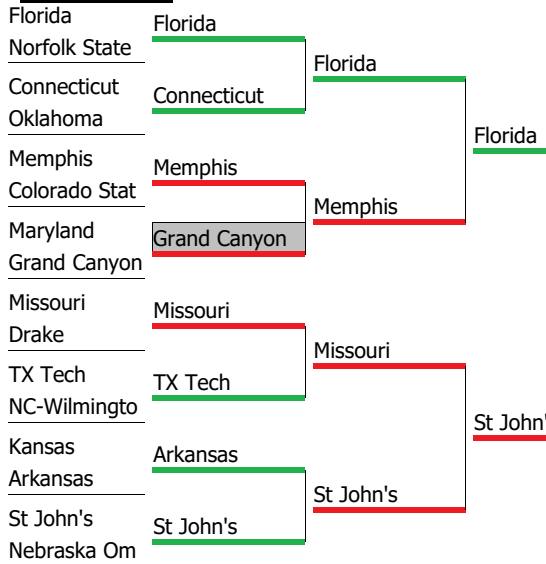 Florida
Norfolk State
Connecticut
Oklahoma
Memphis
Colorado Stat
Maryland
Grand Canyon
Missouri
Drake
TX Tech
NC-Wilmingto
Kansas
Arkansas
St John's
Nebraska Om
Florida
Connecticut
Memphis
Grand Canyon
Missouri
TX Tech
Arkansas
St John's
Florida
Memphis
Missouri
St John's
Florida
St John'